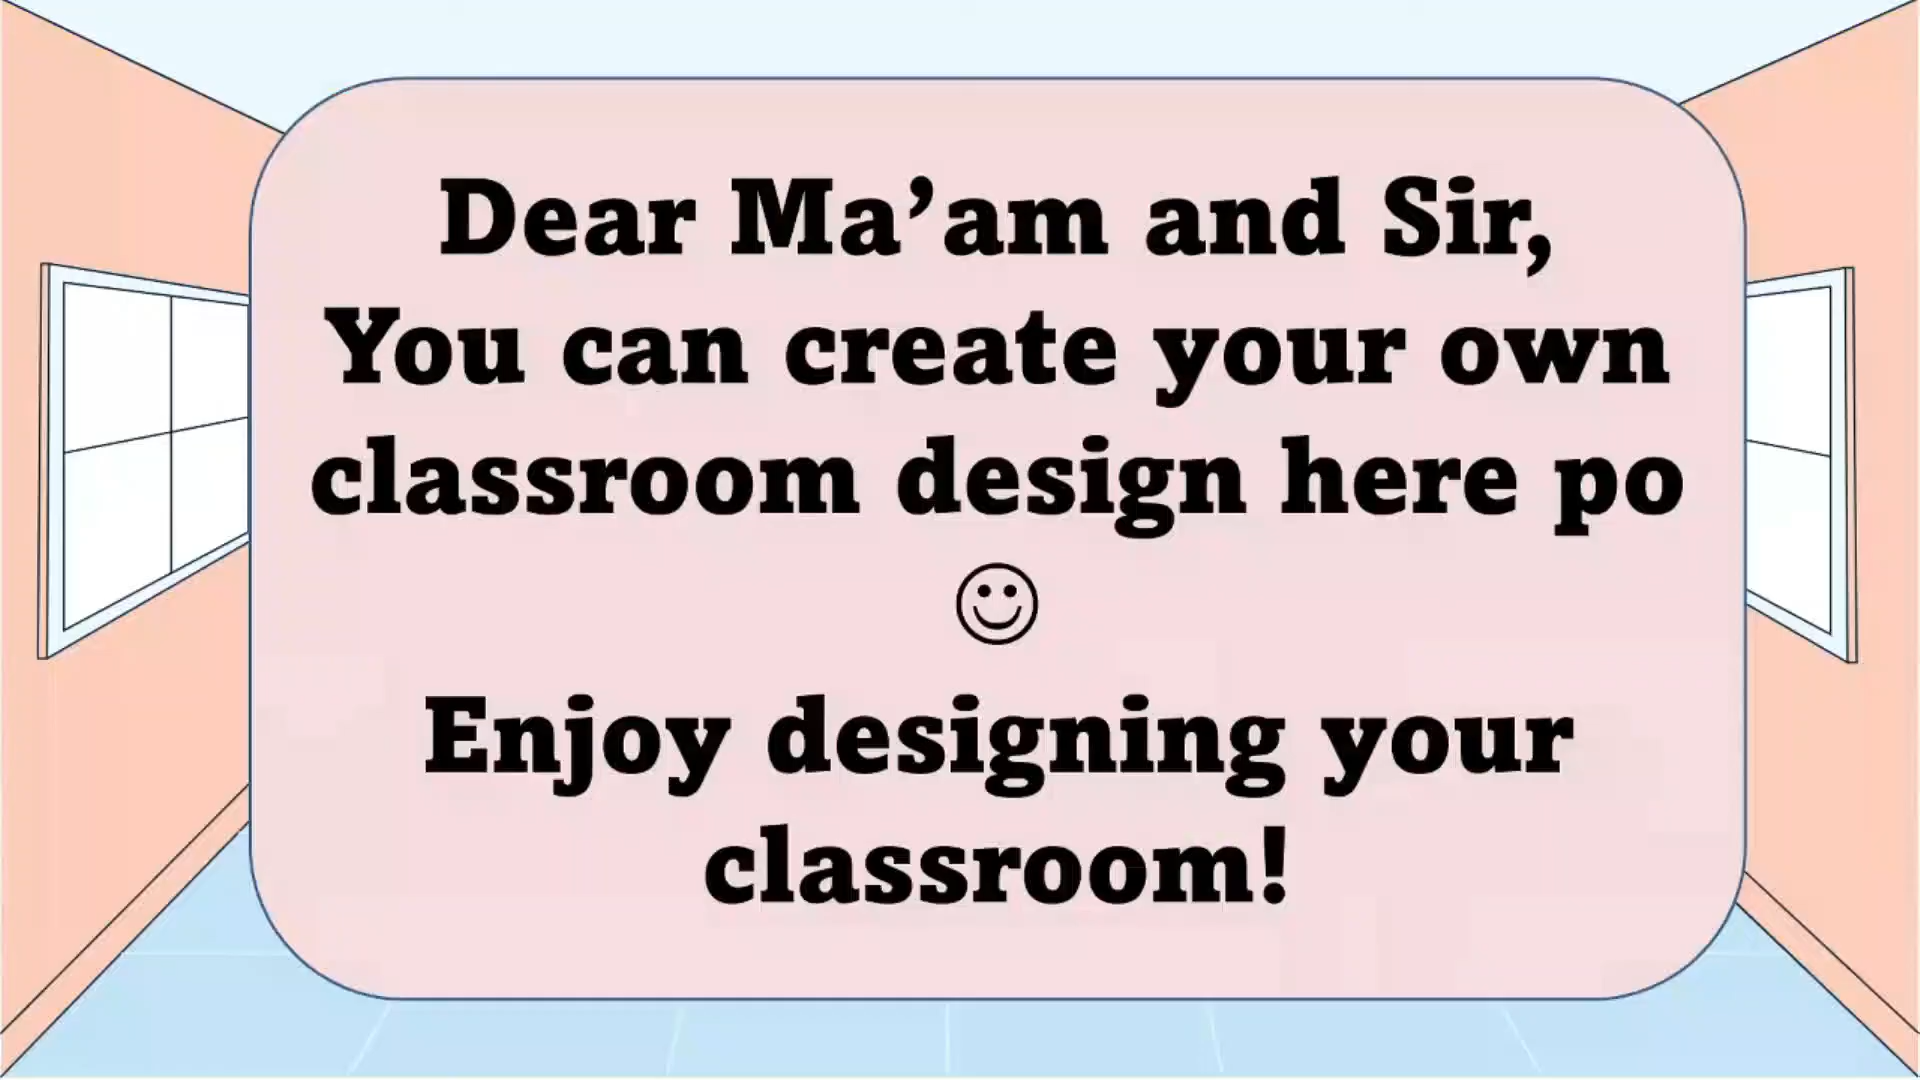 Dear Ma’am and Sir,
You can create your own
classroom design here po
☺
Enjoy designing your
classroom!